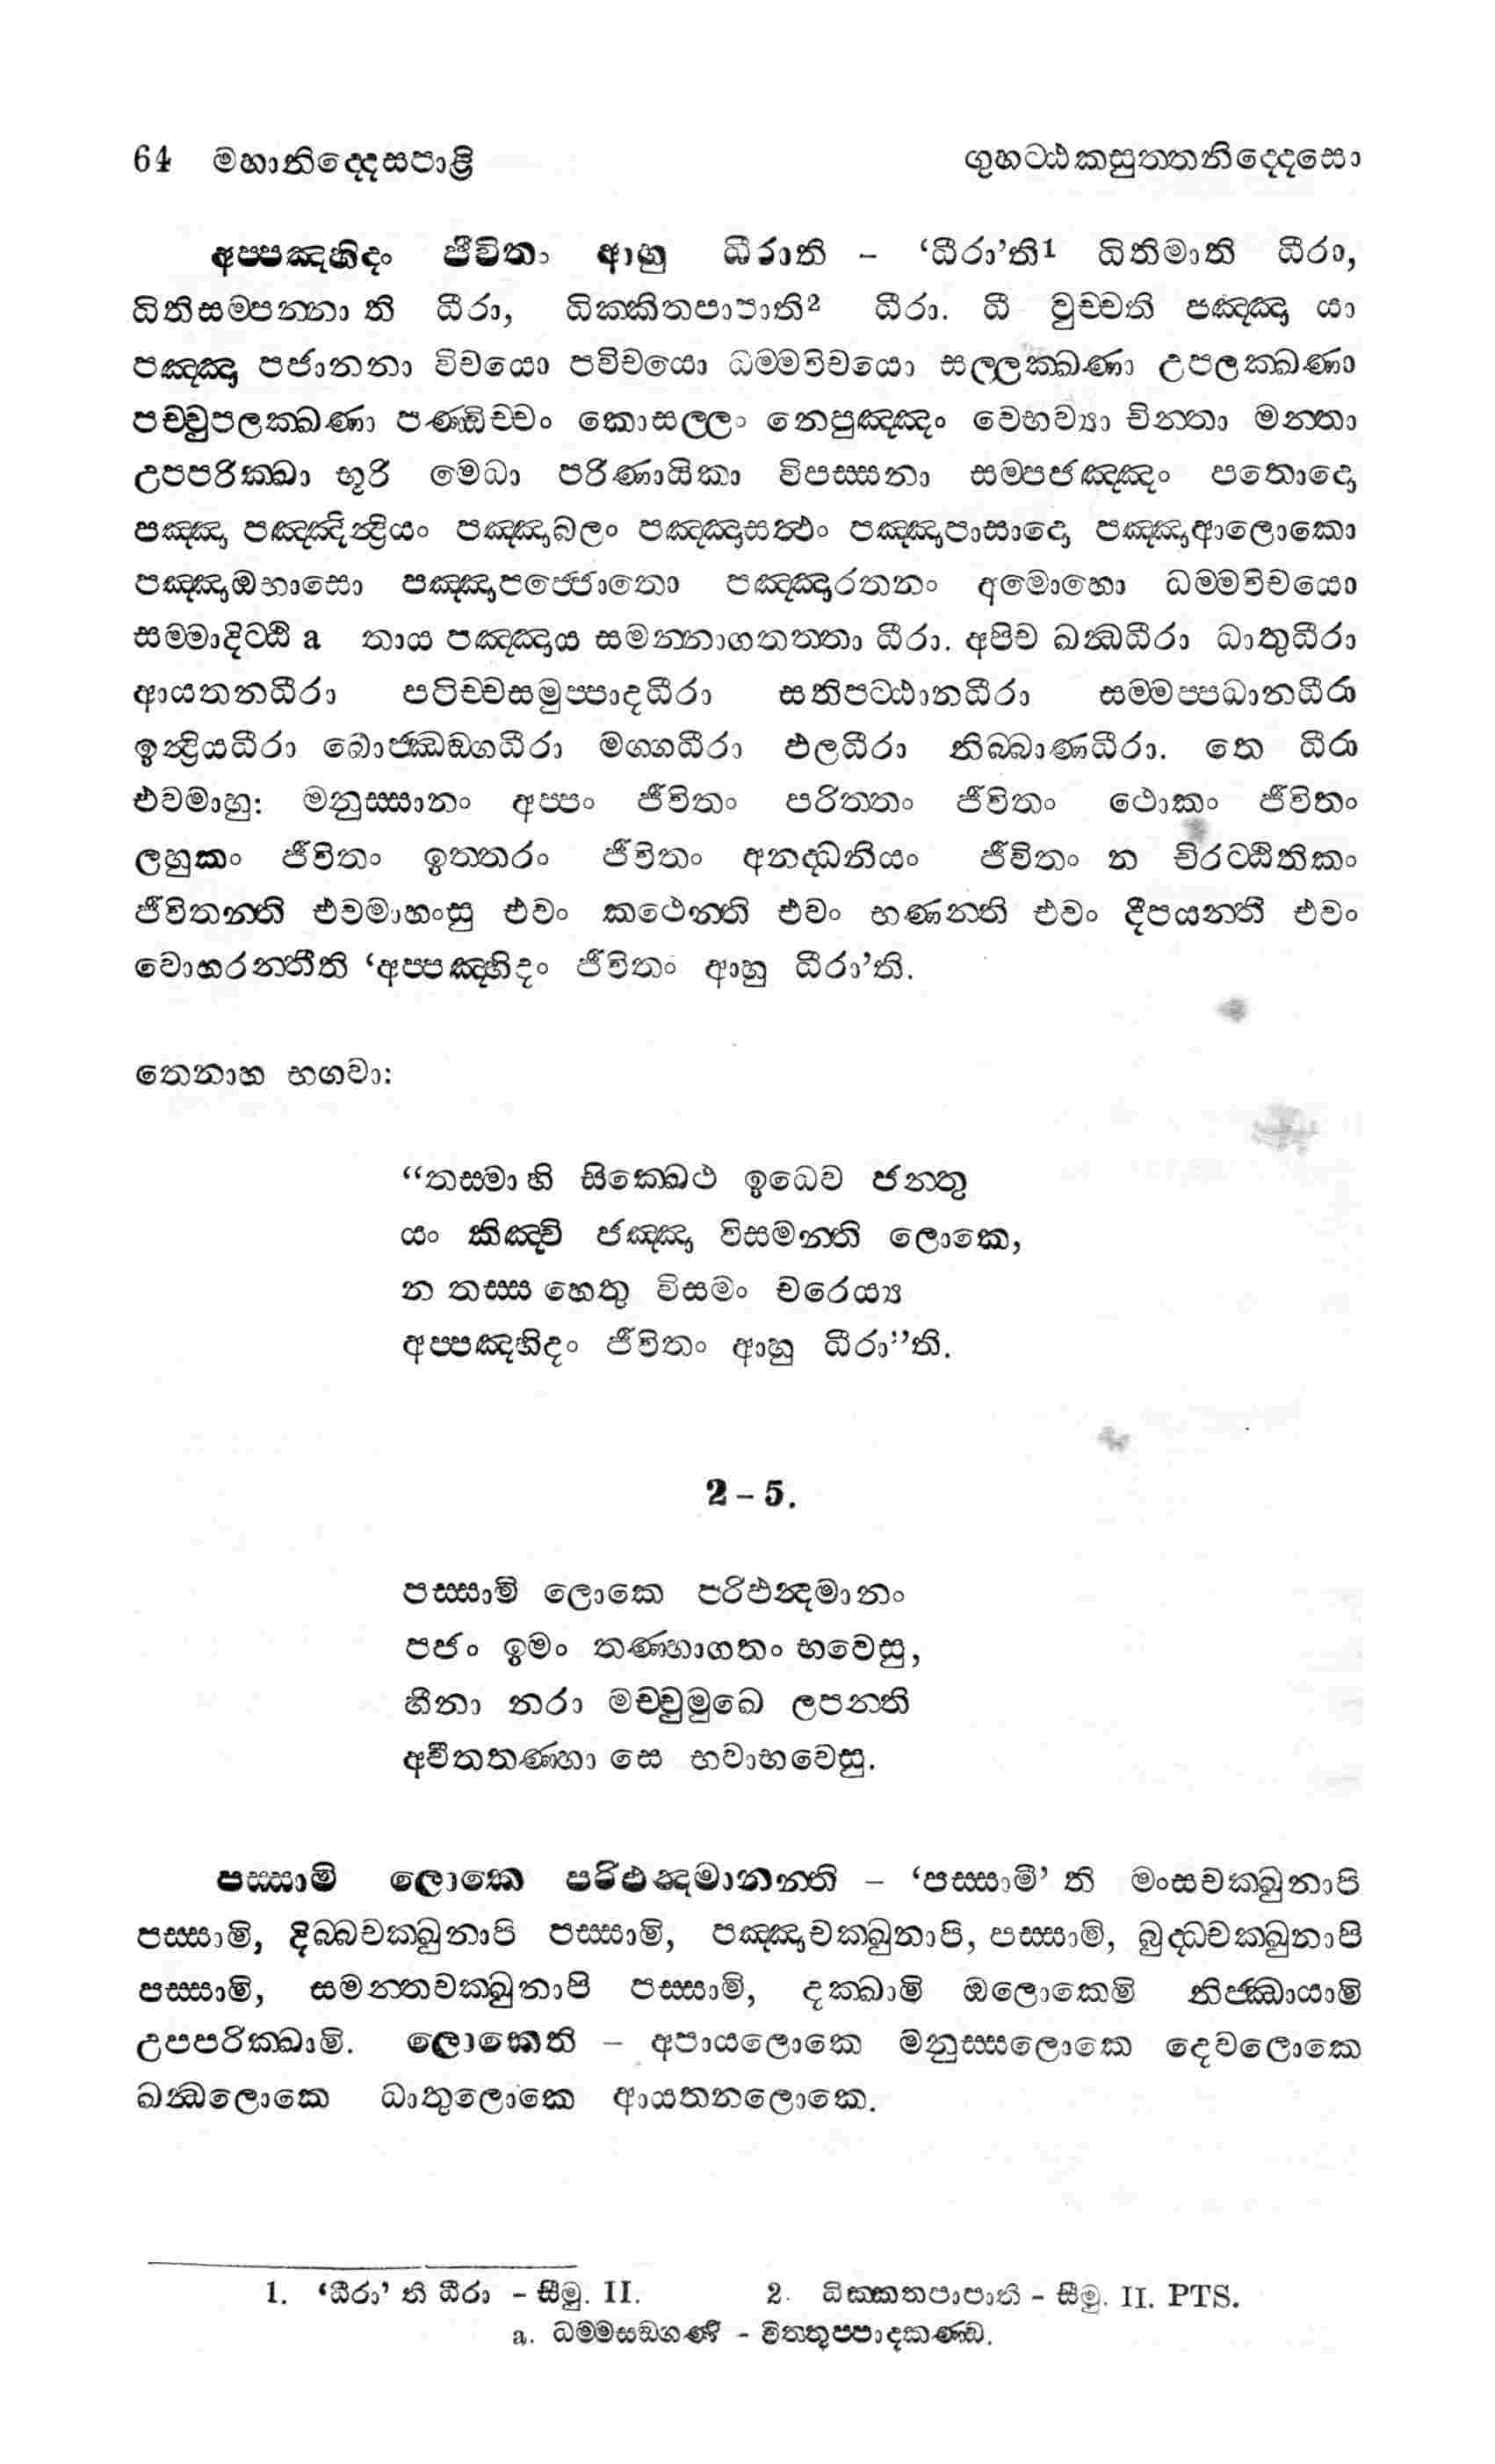 64 මහානිද්දෙසපාළි ගුහට්ඨකසුත්තනිද්දෙසො
අප්පඤ්හිදං ජීවිතං ආහු ධීරාති – ‘ධීරා’ති1 ධිතිමාති ධීරා,
ධිතිසම්පන්නා ති ධීරා, ධික්කිතපාපාති2 ධීරා. ධී වුච්චති පඤ්ඤා යා
පඤ්ඤා පජානනා විචයො පවිචයො ධම්මවිචයො සල්ලක්ඛණා උපලක්ඛණා
පච්චුපලක්ඛණා පණ්ඩිච්චං කොසල්ලං නෙපුඤ්ඤං වෙභව්‍යා චින්තා මන්තා
උපපරික්ඛා භූරි මෙධා පරිණායිකා විපස්සනා සම්පජඤ්ඤං පතොදො
පඤ්ඤා පඤ්ඤින්ද්‍රියං පඤ්ඤාබලං පඤ්ඤාසත්ථං පඤ්ඤාපාසාදො පඤ්ඤාආලොකො
පඤ්ඤාඔභාසො පඤ්ඤාපජ්ජොතො පඤ්ඤාරතනං අමොහො ධම්මවිචයො
සම්මාදිට්ඨි a තාය පඤ්ඤාය සමන්නාගතත්තා ධීරා. අපිච ඛන්ධධීරා ධාතුධීරා
ආයතනධීරා පටිච්චසමුප්පාදධීරා සතිපට්ඨානධීරා සම්මප්පධානධීරා
ඉන්ද්‍රියධීරා බොජ්ඣඞ්ගධීරා මග්ගධීරා ඵලධීරා නිබ්බාණධීරා. තෙ ධීරා
එවමාහු: මනුස්සානං අප්පං ජීවිතං පරිත්තං ජීවිතං ථොකං ජීවිතං
ලහුකං ජීවිතං ඉත්තරං ජීවිතං අනද්ධනියං ජීවිතං න චිරට්ඨිතිකං
ජීවිතන්ති එවමාහංසු එවං කථෙන්ති එවං භණන්ති එවං දීපයන්තී එවං
වොහරන්තීති ‘අප්පඤ්හිදං ජීවිතං ආහු ධීරා’ති.
තෙනාහ භගවා:
“තස්මා හි සික්ඛෙථ ඉධෙව ජන්තු
යං කිඤ්චි ජඤ්ඤා විසමන්ති ලොකෙ,
න තස්ස හෙතු විසමං චරෙය්‍ය
අප්පඤ්හිදං ජීවිතං ආහු ධීරා”ති.
2 – 5.
පස්සාමි ලොකෙ පරිඵන්දමානං
පජං ඉමං තණ්හාගතං භවෙසු,
හීනා නරා මච්චුමුඛෙ ලපන්ති
අවීතතණ්හා සෙ භවාභවෙසු.
පස්සාමි ලොකෙ පරිඵන්දමානන්ති – ‘පස්සාමී’ ති මංසචක්ඛුනාපි
පස්සාමි, දිබ්බචක්ඛුනාපි පස්සාමි, පඤ්ඤාචක්ඛුනාපි, පස්සාමි, බුද්ධචක්ඛුනාපි
පස්සාමි, සමන්තචක්ඛුනාපි පස්සාමි, දක්ඛාමි ඔලොකෙමි නිජ්ඣායාමි
උපපරික්ඛාමි. ලොකෙති – අපායලොකෙ මනුස්සලොකෙ දෙවලොකෙ
ඛන්ධලොකෙ ධාතුලොකෙ ආයතනලොකෙ.
1. ‘ධීරා’ ති ධීරා – සීමු. II. 2. ධික්කතපාපාති – සීමු. II. PTS.
a. ධම්මසඞ්ගණි – චිත්තුප්පාදකණ්ඩ.